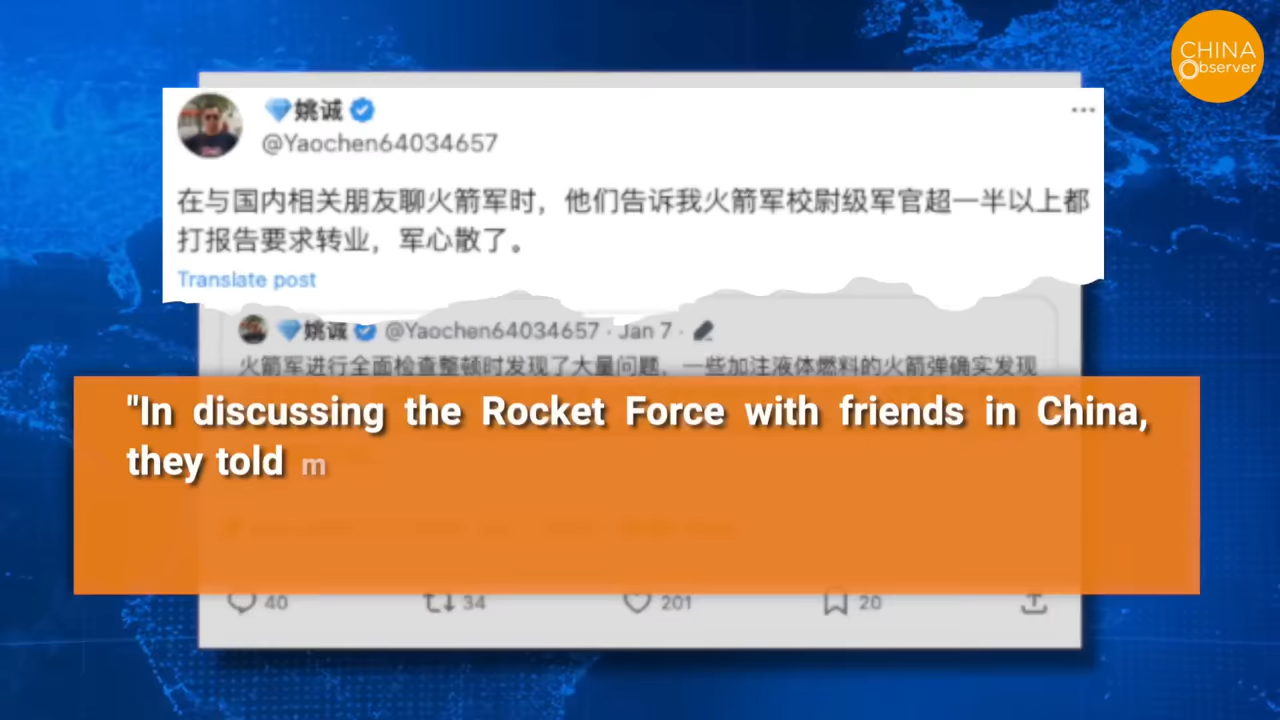 CHINA
Observer
姚诚
@Yaochen64034657
在与国内相关朋友聊火箭军时，他们告诉我火箭军校尉级军官超一半以上都
打报告要求转业，军心散了。
Translate post
姚诚 @Yaochen64034657 · Jan 7 ·
火箭军进行全面检查整顿时发现了大量问题，一些加注液体燃料的火箭弹确实发现
"In discussing the Rocket Force with friends in China,
they told m
40 34 201 20